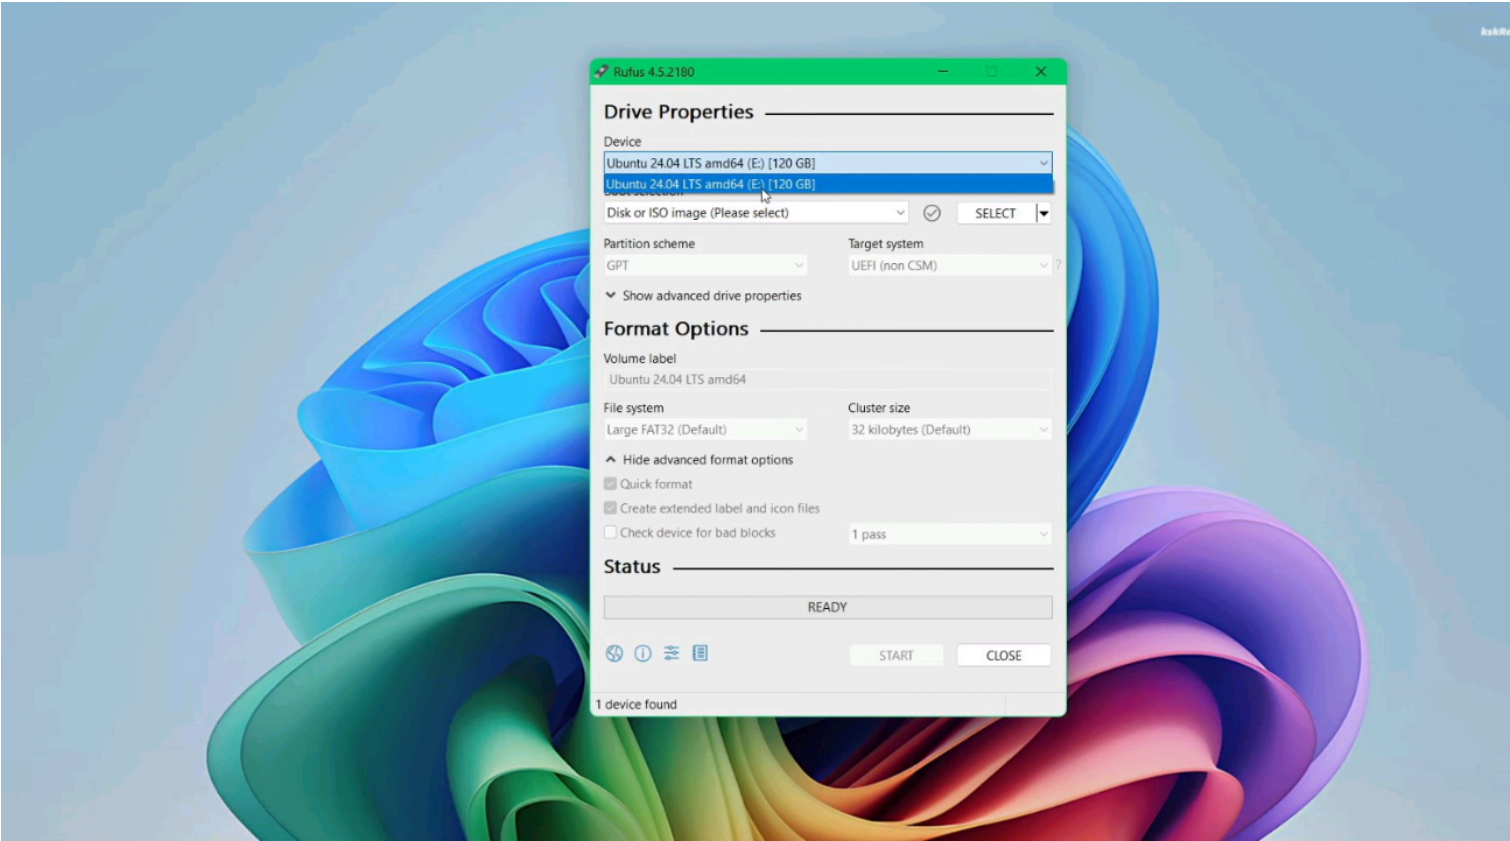 Rufus 4.5.2180
Drive Properties
Device
Ubuntu 24.04 LTS amd64 (E:) [120 GB]
Ubuntu 24.04 LTS amd64 (E:) [120 GB]
Boot selection
Disk or ISO image (Please select)
SELECT
Partition scheme
Target system
GPT
UEFI (non CSM)
?
Show advanced drive properties
Format Options
Volume label
Ubuntu 24.04 LTS amd64
File system
Cluster size
Large FAT32 (Default)
32 kilobytes (Default)
Hide advanced format options
Quick format
Create extended label and icon files
Check device for bad blocks
1 pass
Status
READY
START
CLOSE
1 device found